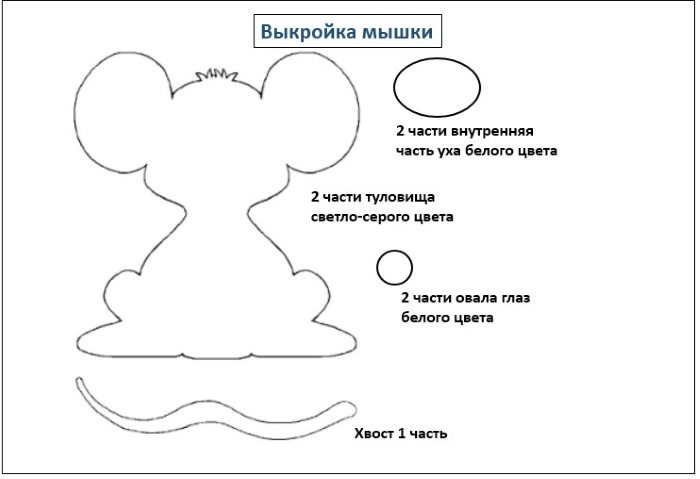 Выкройка мышки
2 части внутренняя
часть уха белого цвета
2 части туловища
светло-серого цвета
2 части овала глаз
белого цвета
Хвост 1 часть